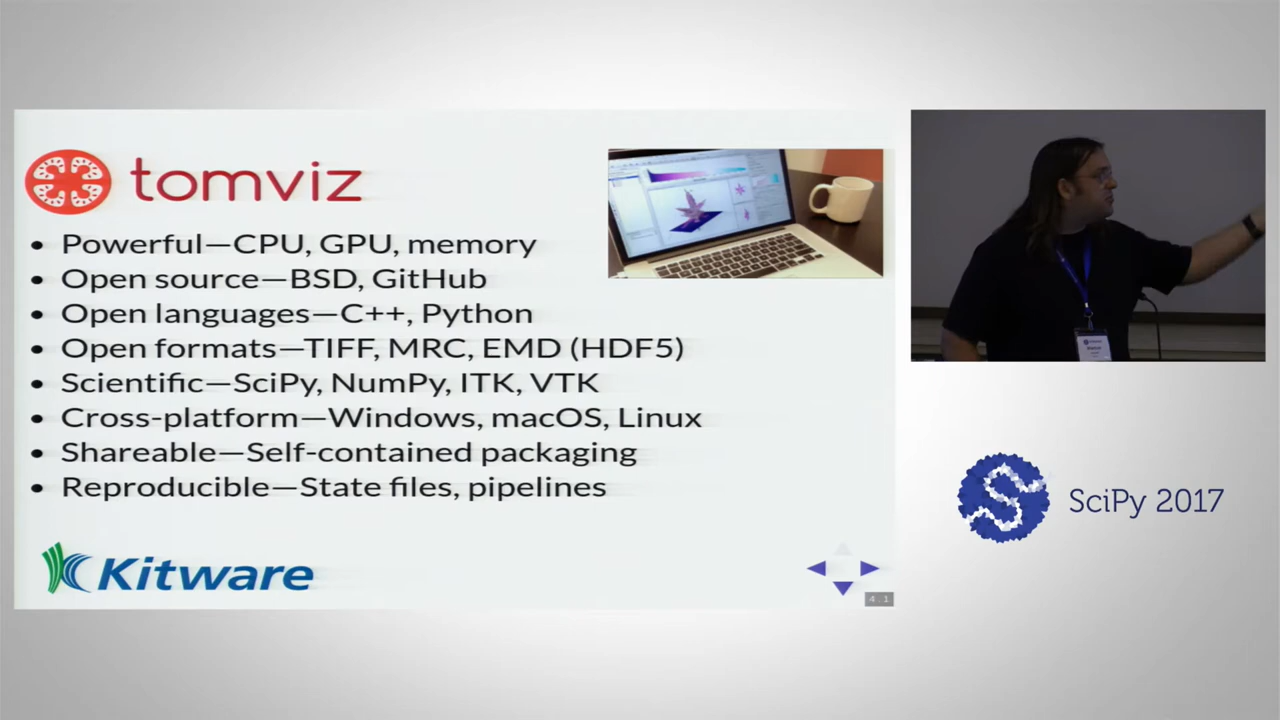 tomviz
• Powerful—CPU, GPU, memory
• Open source—BSD, GitHub
• Open languages—C++, Python
• Open formats—TIFF, MRC, EMD (HDF5)
• Scientific—SciPy, NumPy, ITK, VTK
• Cross-platform—Windows, macOS, Linux
• Shareable—Self-contained packaging
• Reproducible—State files, pipelines
Kitware
4.1
SciPy 2017